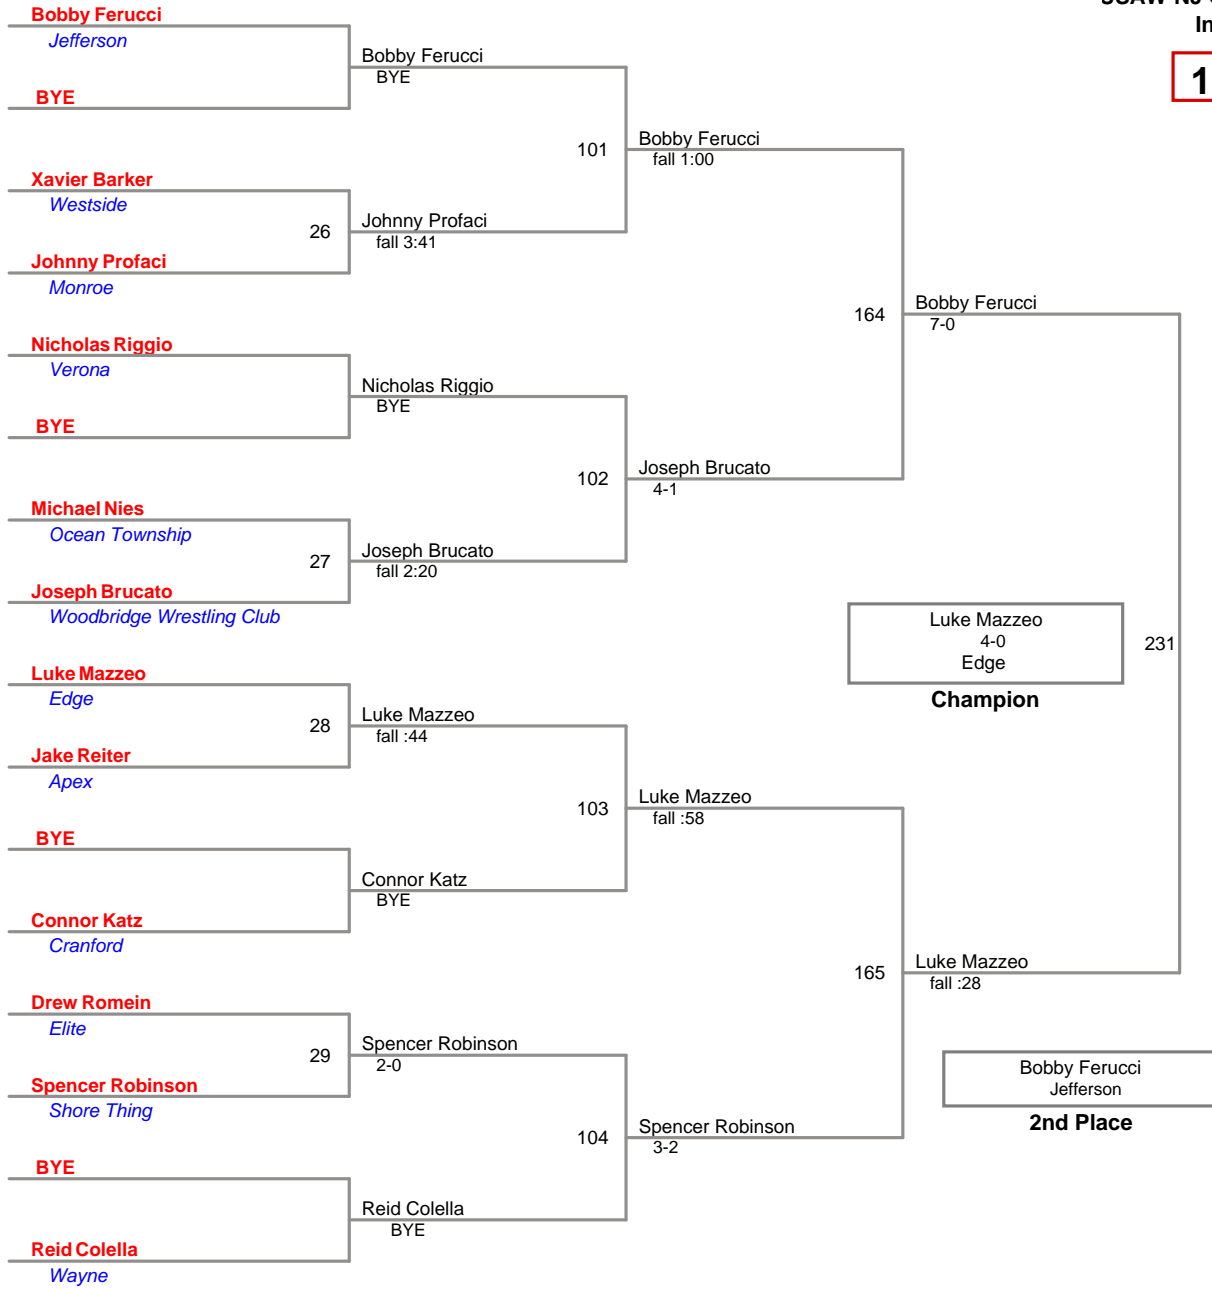 Bobby Ferucci
Jefferson
BYE
Xavier Barker
Westside
26
Johnny Profaci
Monroe
Nicholas Riggio
Verona
BYE
Michael Nies
Ocean Township
27
Joseph Brucato
Woodbridge Wrestling Club
Luke Mazzeo
Edge
28
Jake Reiter
Apex
BYE
Connor Katz
Cranford
Drew Romein
Elite
29
Spencer Robinson
Shore Thing
BYE
Reid Colella
Wayne
Bobby Ferucci
BYE
101
Johnny Profaci
fall 3:41
Nicholas Riggio
BYE
102
Joseph Brucato
fall 2:20
Luke Mazzeo
fall :44
103
Connor Katz
BYE
Spencer Robinson
2-0
104
Reid Colella
BYE
Bobby Ferucci
fall 1:00
164
Joseph Brucato
4-1
Luke Mazzeo
fall :58
165
Spencer Robinson
3-2
Bobby Ferucci
7-0
231
Luke Mazzeo
fall :28
Luke Mazzeo
4-0
Edge
Champion
Bobby Ferucci
Jefferson
2nd Place
In
1